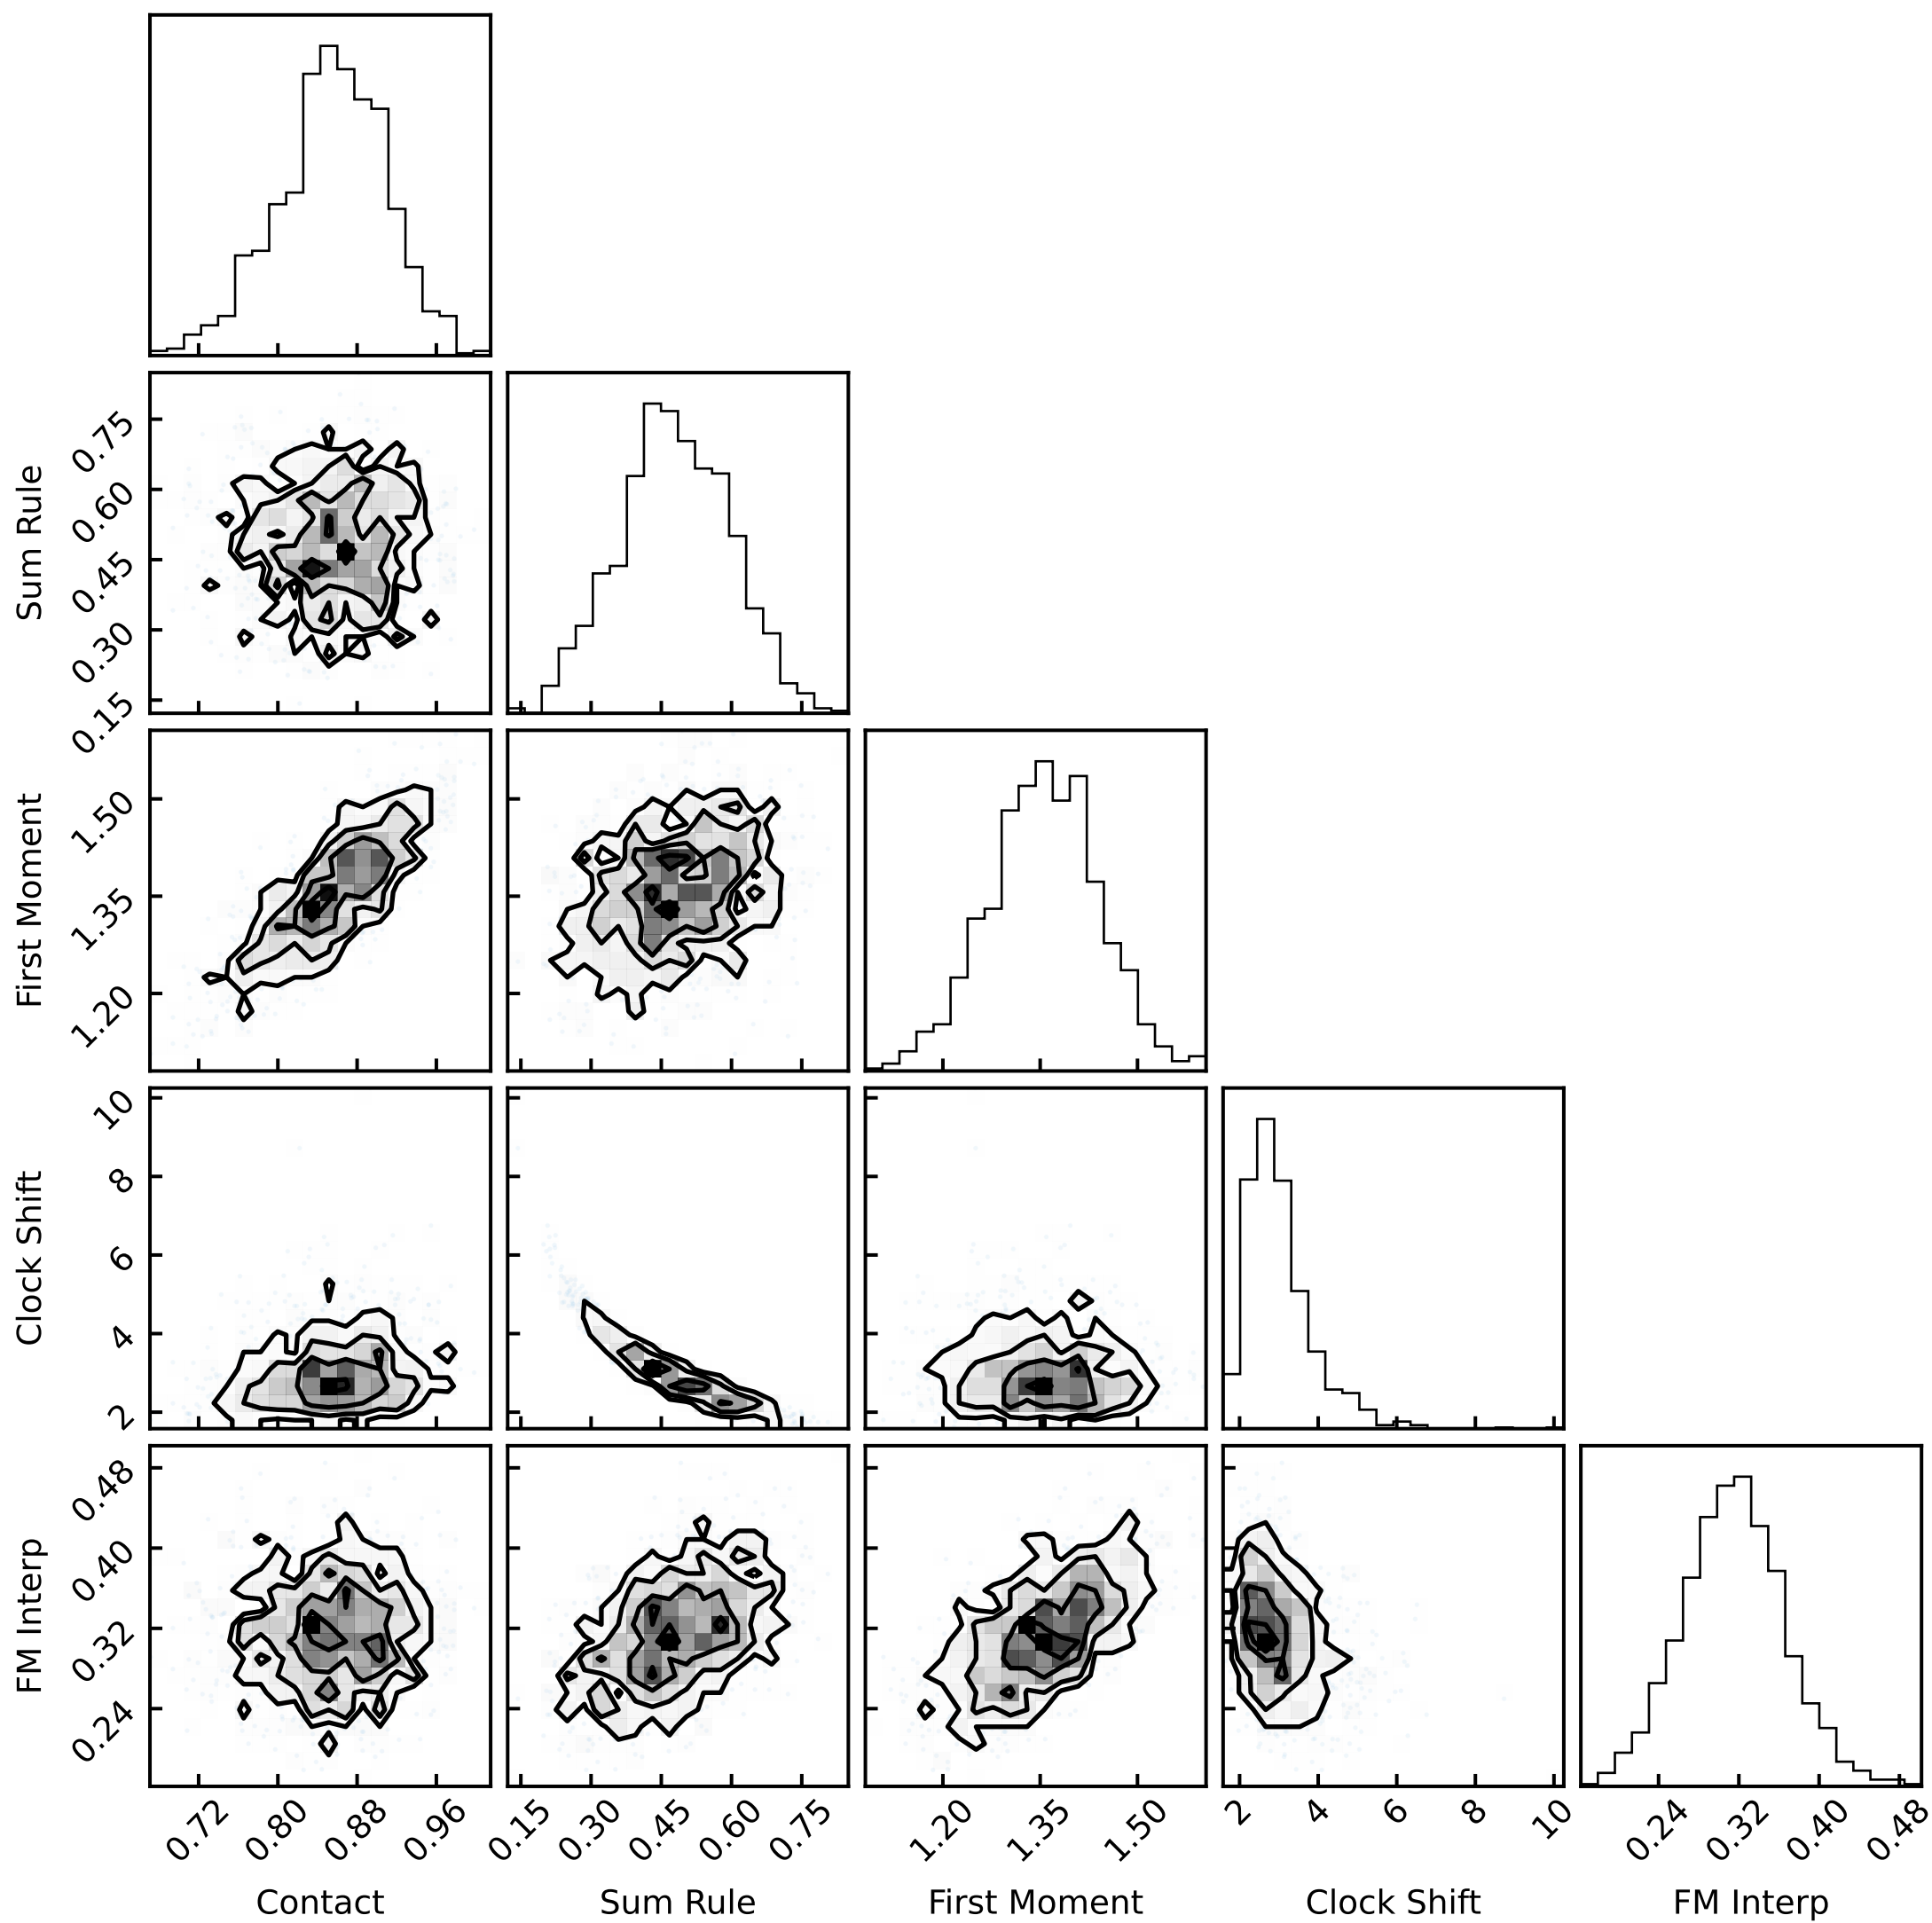 Sum Rule
0.75
0.60
0.45
0.30
0.15
First Moment
1.50
1.35
1.20
Clock Shift
10
8
6
4
2
FM Interp
0.48
0.40
0.32
0.24
0.72 0.80 0.88 0.96 0.15 0.30 0.45 0.60 0.75 1.20 1.35 1.50 2 4 6 8 10 0.24 0.32 0.40 0.48
Contact Sum Rule First Moment Clock Shift FM Interp